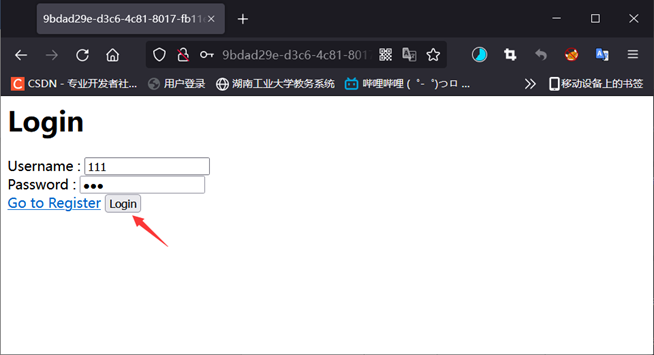 9bdad29e-d3c6-4c81-8017-fb11
9bdad29e-d3c6-4c81-8017
CSDN - 专业开发者社... 用户登录 湖南工业大学教务系统 哔哩哔哩 (゜-゜)つロ ... 移动设备上的书签
Login
Username : 111
Password : ●●●
Go to Register Login